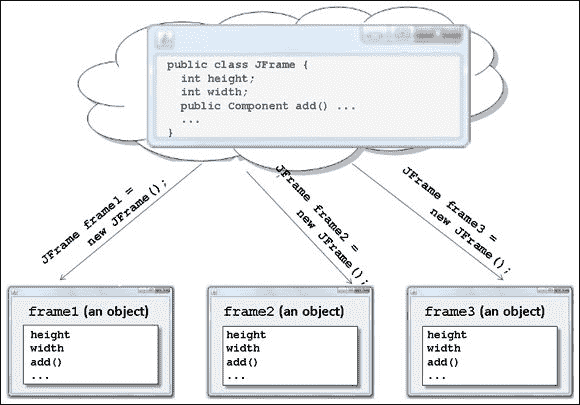 public class JFrame {
int height;
int width;
public Component add() ...
...
}
JFrame frame1 =
new JFrame();
JFrame frame2 =
new JFrame();
JFrame frame3 =
new JFrame();
frame1 (an object)
height
width
add()
...
frame2 (an object)
height
width
add()
...
frame3 (an object)
height
width
add()
...